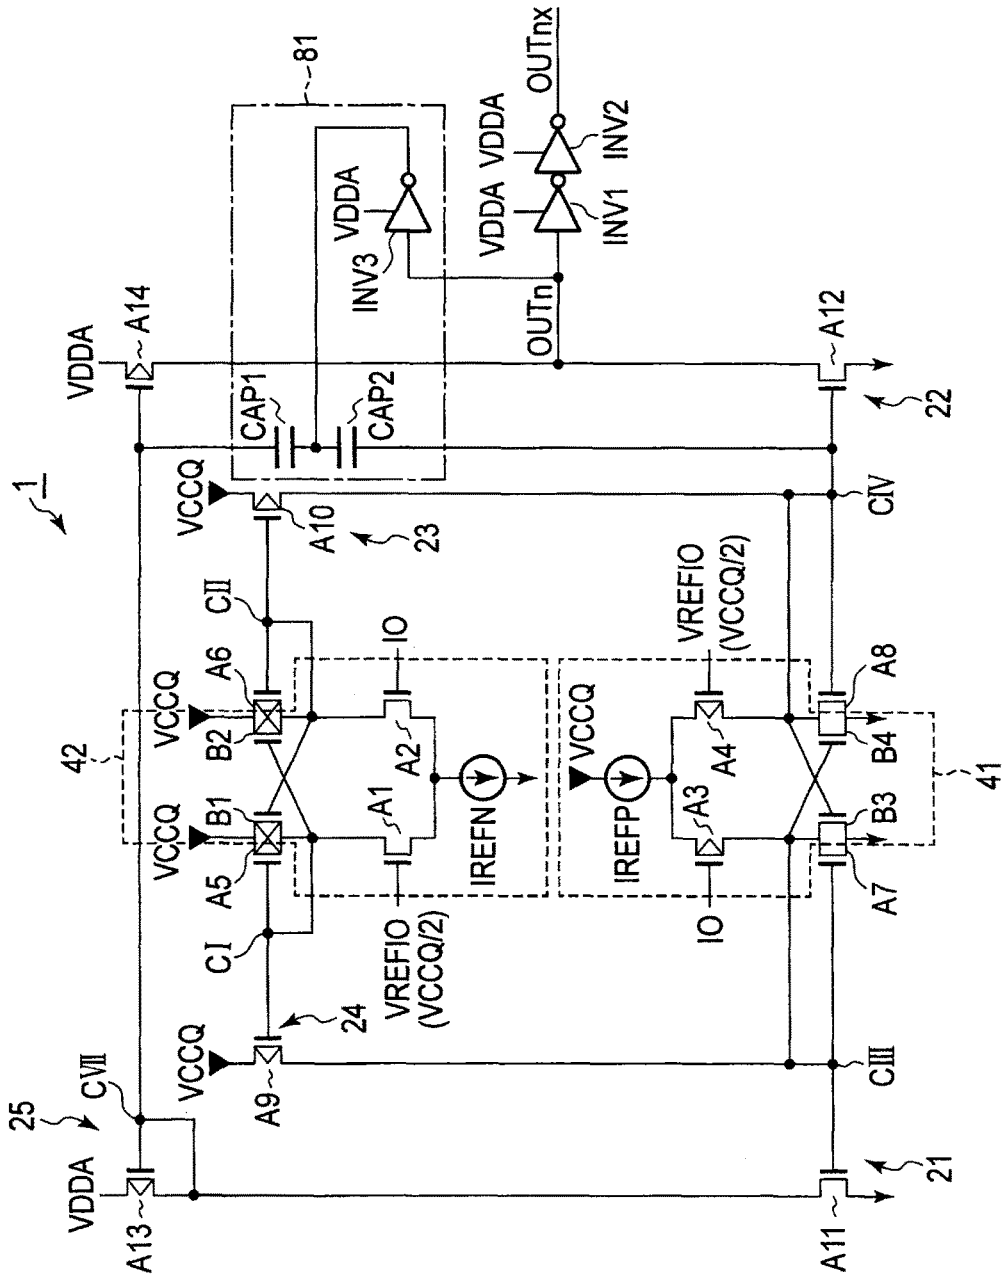 1
81
VDDA
A14
CAP1
CAP2
VDDA
INV3
VDDA
VDDA
OUTnx
INV1
INV2
OUTn
A12
22
VCCQ
A10
23
CIV
CII
A6
VCCQ
B2
42
VCCQ
B1
A5
CI
IO
A2
A1
IREFN
VREFIO
(VCCQ/2)
VREFIO
(VCCQ/2)
VCCQ
IREFP
A4
A3
IO
A8
B4
41
B3
A7
24
VCCQ
A9
CIII
CVII
25
VDDA
A13
21
A11